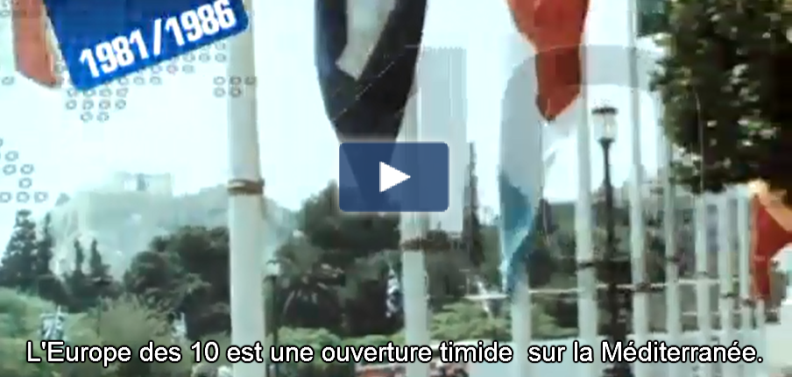 1981/1986
L'Europe des 10 est une ouverture timide sur la Méditerranée.